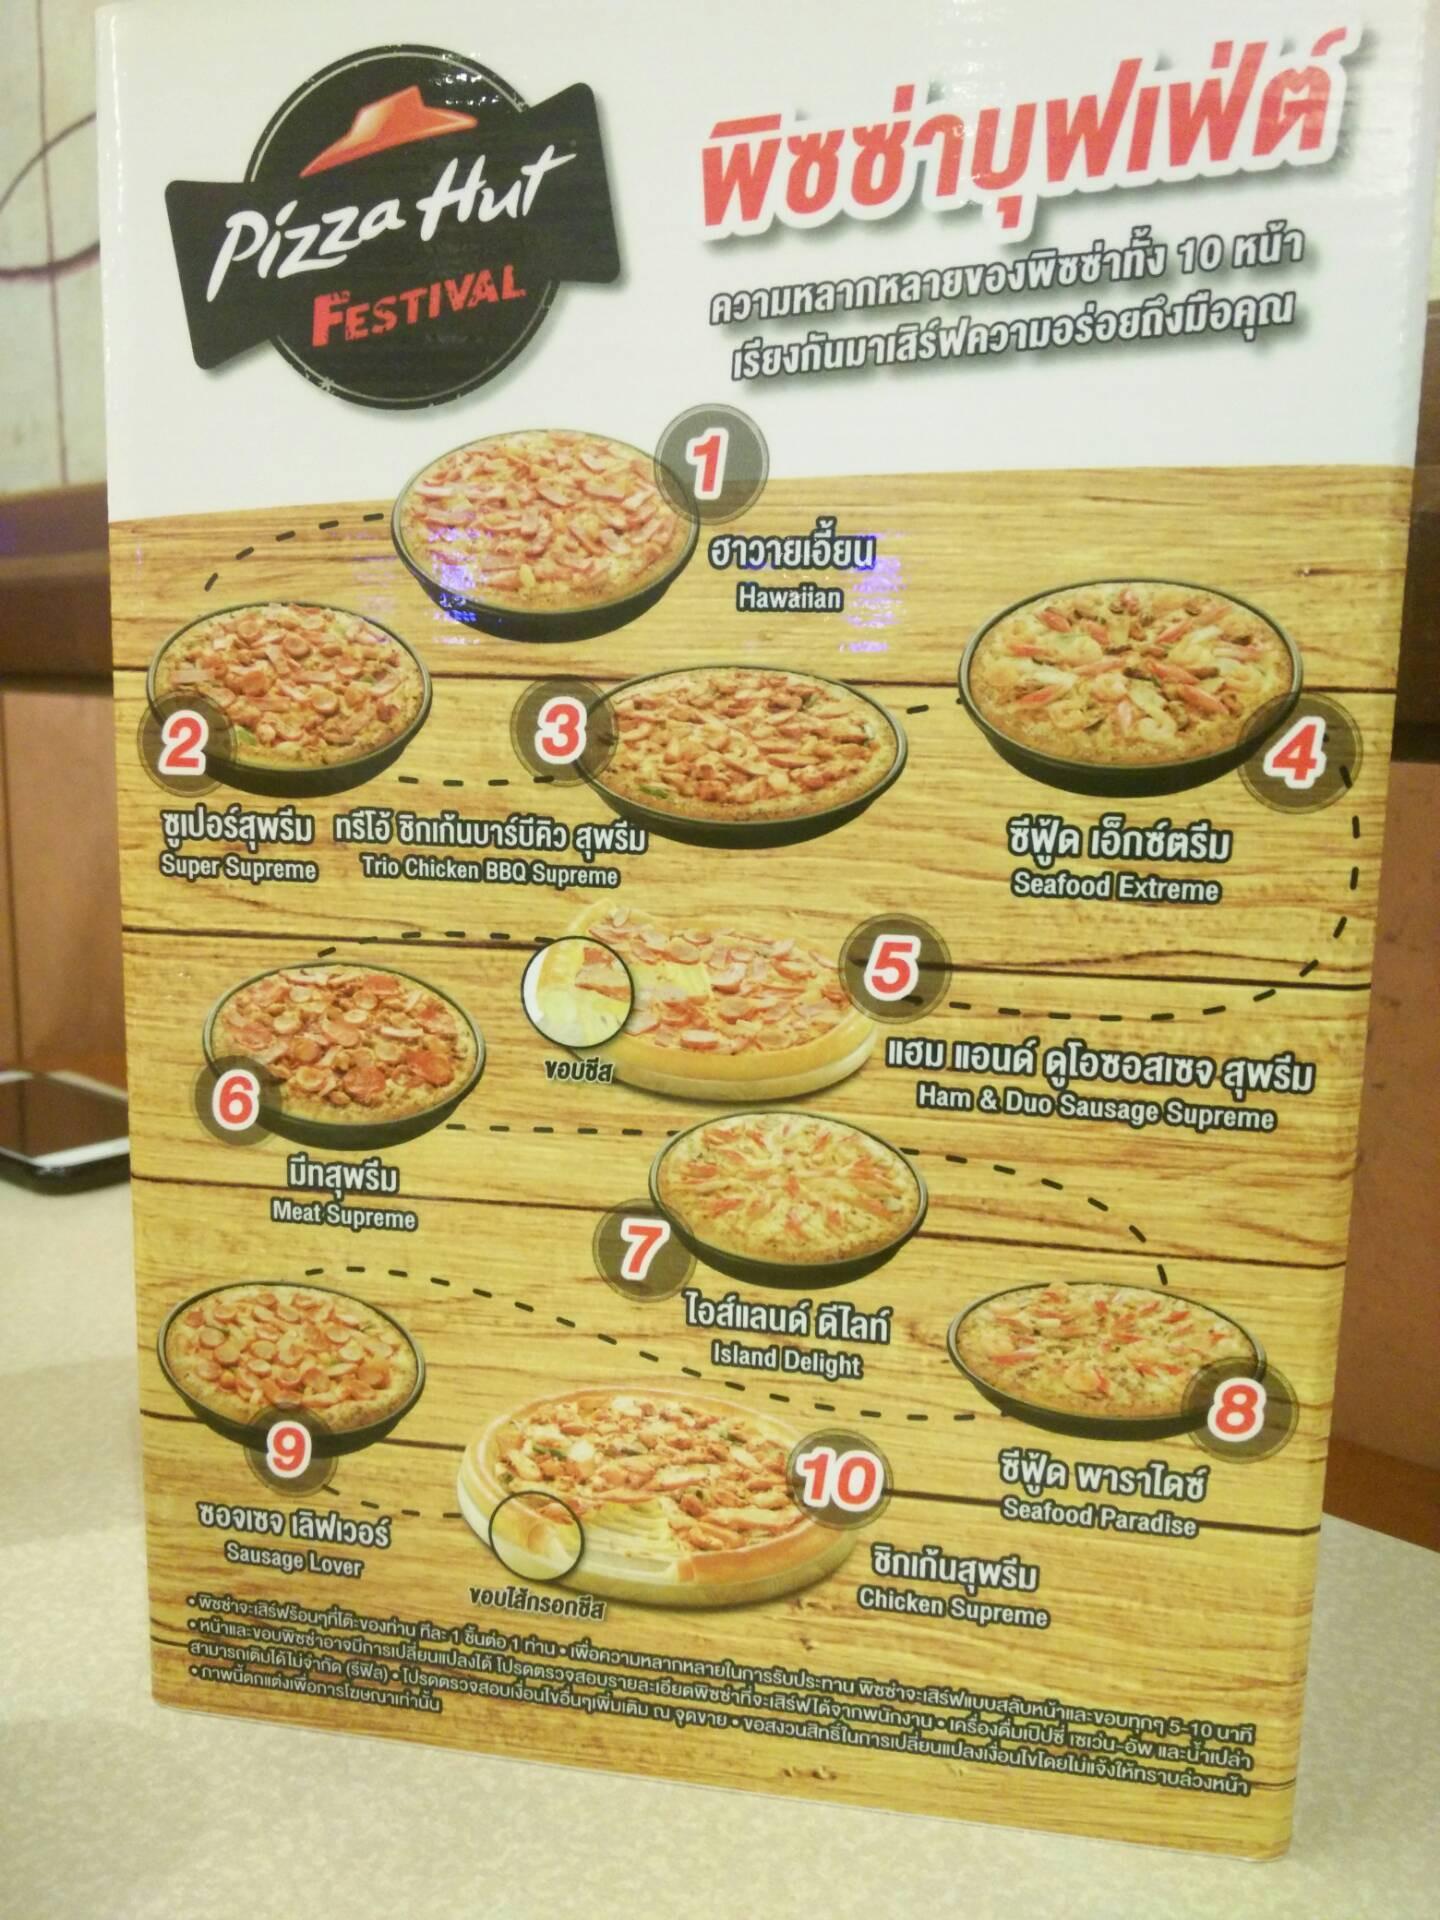 Pizza Hut
FESTIVAL
พิซซ่าบุฟเฟ่ต์
ความหลากหลายของพิซซ่าทั้ง 10 หน้า
เรียงกันมาเสิร์ฟความอร่อยถึงมือคุณ
1
ฮาวายเอี้ยน
Hawaiian
2
ซูเปอร์สุพรีม
Super Supreme
3
ทรีโอ้ ชิกเก้นบาร์บีคิว สุพรีม
Trio Chicken BBQ Supreme
4
ซีฟู้ด เอ็กซ์ตรีม
Seafood Extreme
5
ขอบชีส
แฮม แอนด์ ดูโอซอสเซจ สุพรีม
Ham & Duo Sausage Supreme
6
มีทสุพรีม
Meat Supreme
7
ไอส์แลนด์ ดีไลท์
Island Delight
8
ซีฟู้ด พาราไดซ์
Seafood Paradise
9
ซอจเซจ เลิฟเวอร์
Sausage Lover
10
ขอบไส้กรอกชีส
ชิกเก้นสุพรีม
Chicken Supreme
• พิซซ่าจะเสิร์ฟร้อนๆที่โต๊ะของท่าน ทีละ 1 ชิ้นต่อ 1 ท่าน • เพื่อความหลากหลายในการรับประทาน พิซซ่าจะเสิร์ฟแบบสลับหน้าและขอบทุกๆ 5-10 นาที
• หน้าและขอบพิซซ่าอาจมีการเปลี่ยนแปลงได้ โปรดตรวจสอบรายละเอียดพิซซ่าที่จะเสิร์ฟได้จากพนักงาน • เครื่องดื่มเป๊ปซี่ เซเว่น-อัพ และน้ำเปล่า
สามารถเติมได้ไม่จำกัด (รีฟิล) • โปรดตรวจสอบเงื่อนไขอื่นๆเพิ่มเติม ณ จุดขาย • ขอสงวนสิทธิ์ในการเปลี่ยนแปลงเงื่อนไขโดยไม่แจ้งให้ทราบล่วงหน้า
• ภาพนี้ตกแต่งเพื่อการโฆษณาเท่านั้น